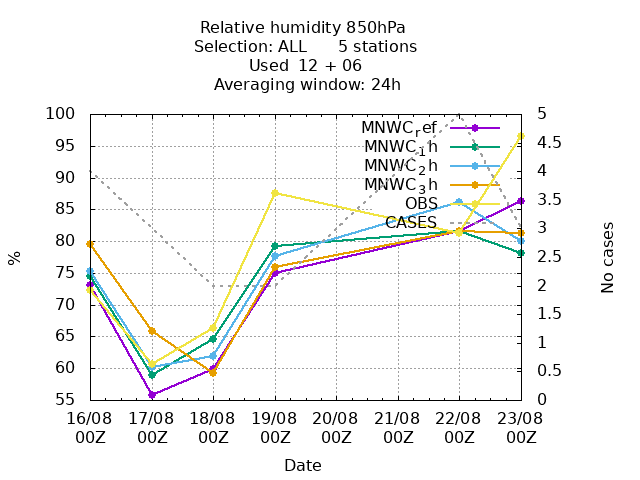 Relative humidity 850hPa
Selection: ALL 5 stations
Used 12 + 06
Averaging window: 24h
100
95
90
85
80
75
70
65
60
55
%
MNWC_ref
MNWC_1h
MNWC_2h
MNWC_3h
OBS
CASES
5
4.5
4
3.5
3
2.5
2
1.5
1
0.5
0
No cases
16/08 17/08 18/08 19/08 20/08 21/08 22/08 23/08
00Z 00Z 00Z 00Z 00Z 00Z 00Z 00Z
Date